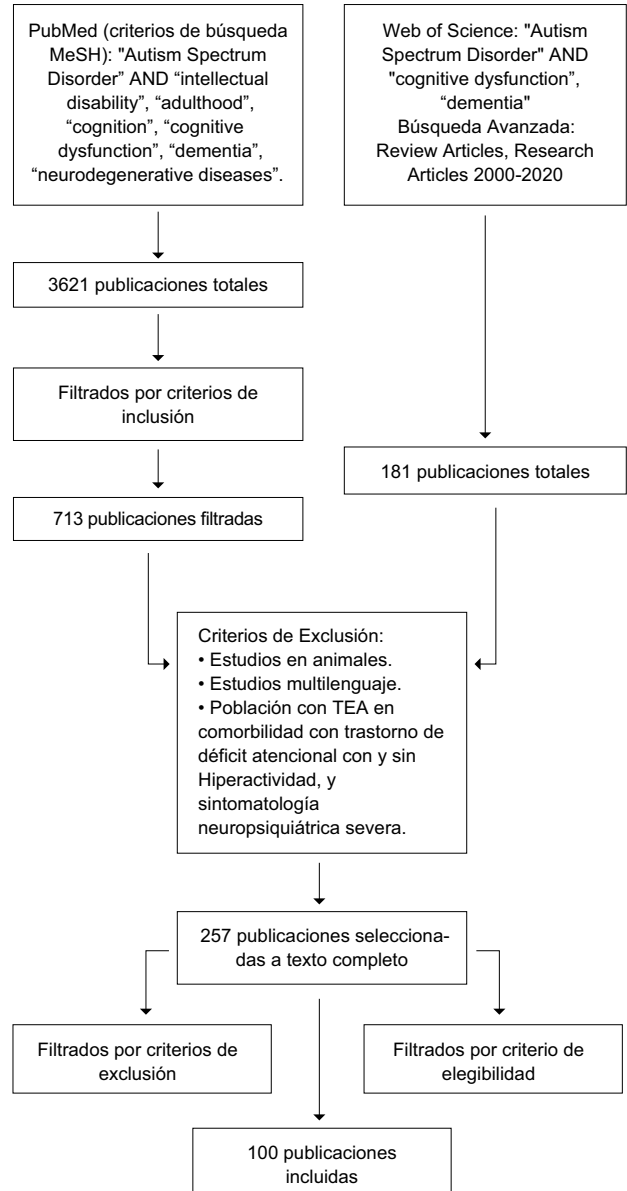 PubMed (criterios de búsqueda
MeSH): "Autism Spectrum
Disorder” AND “intellectual
disability”, “adulthood”,
“cognition”, “cognitive
dysfunction”, “dementia”,
“neurodegenerative diseases”.
Web of Science: "Autism
Spectrum Disorder" AND
"cognitive dysfunction”,
“dementia"
Búsqueda Avanzada:
Review Articles, Research
Articles 2000-2020
3621 publicaciones totales
Filtrados por criterios de
inclusión
181 publicaciones totales
713 publicaciones filtradas
Criterios de Exclusión:
• Estudios en animales.
• Estudios multilenguaje.
• Población con TEA en
comorbilidad con trastorno de
déficit atencional con y sin
Hiperactividad, y
sintomatología
neuropsiquiátrica severa.
257 publicaciones selecciona-
das a texto completo
Filtrados por criterios de
exclusión
Filtrados por criterio de
elegibilidad
100 publicaciones
incluidas